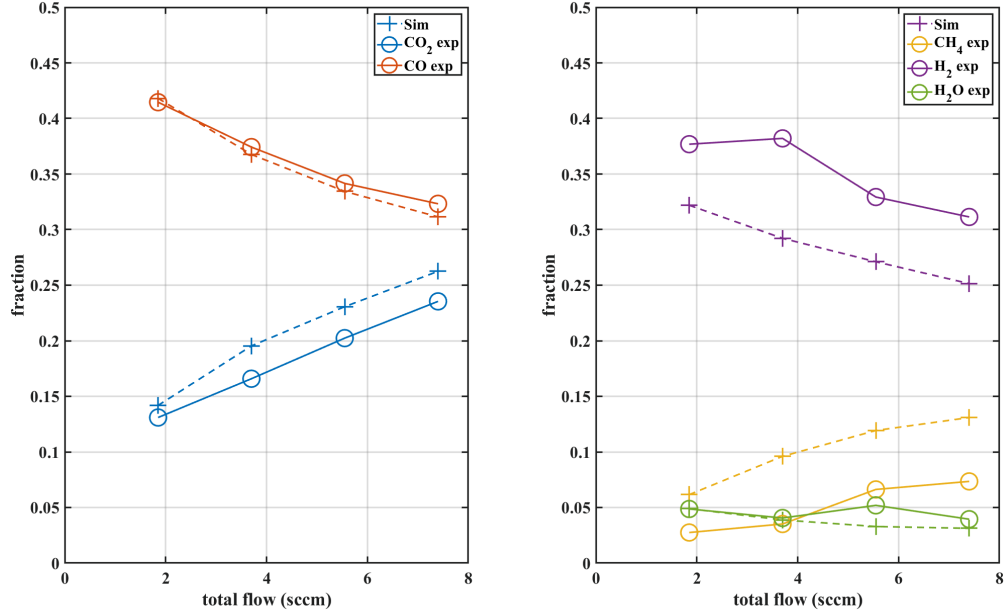 0.5
0.45
0.4
0.35
0.3
0.25
0.2
0.15
0.1
0.05
0
fraction
0 2 4 6 8
total flow (sccm)
Sim
CO₂ exp
CO exp
0.5
0.45
0.4
0.35
0.3
0.25
0.2
0.15
0.1
0.05
0
fraction
0 2 4 6 8
total flow (sccm)
Sim
CH₄ exp
H₂ exp
H₂O exp